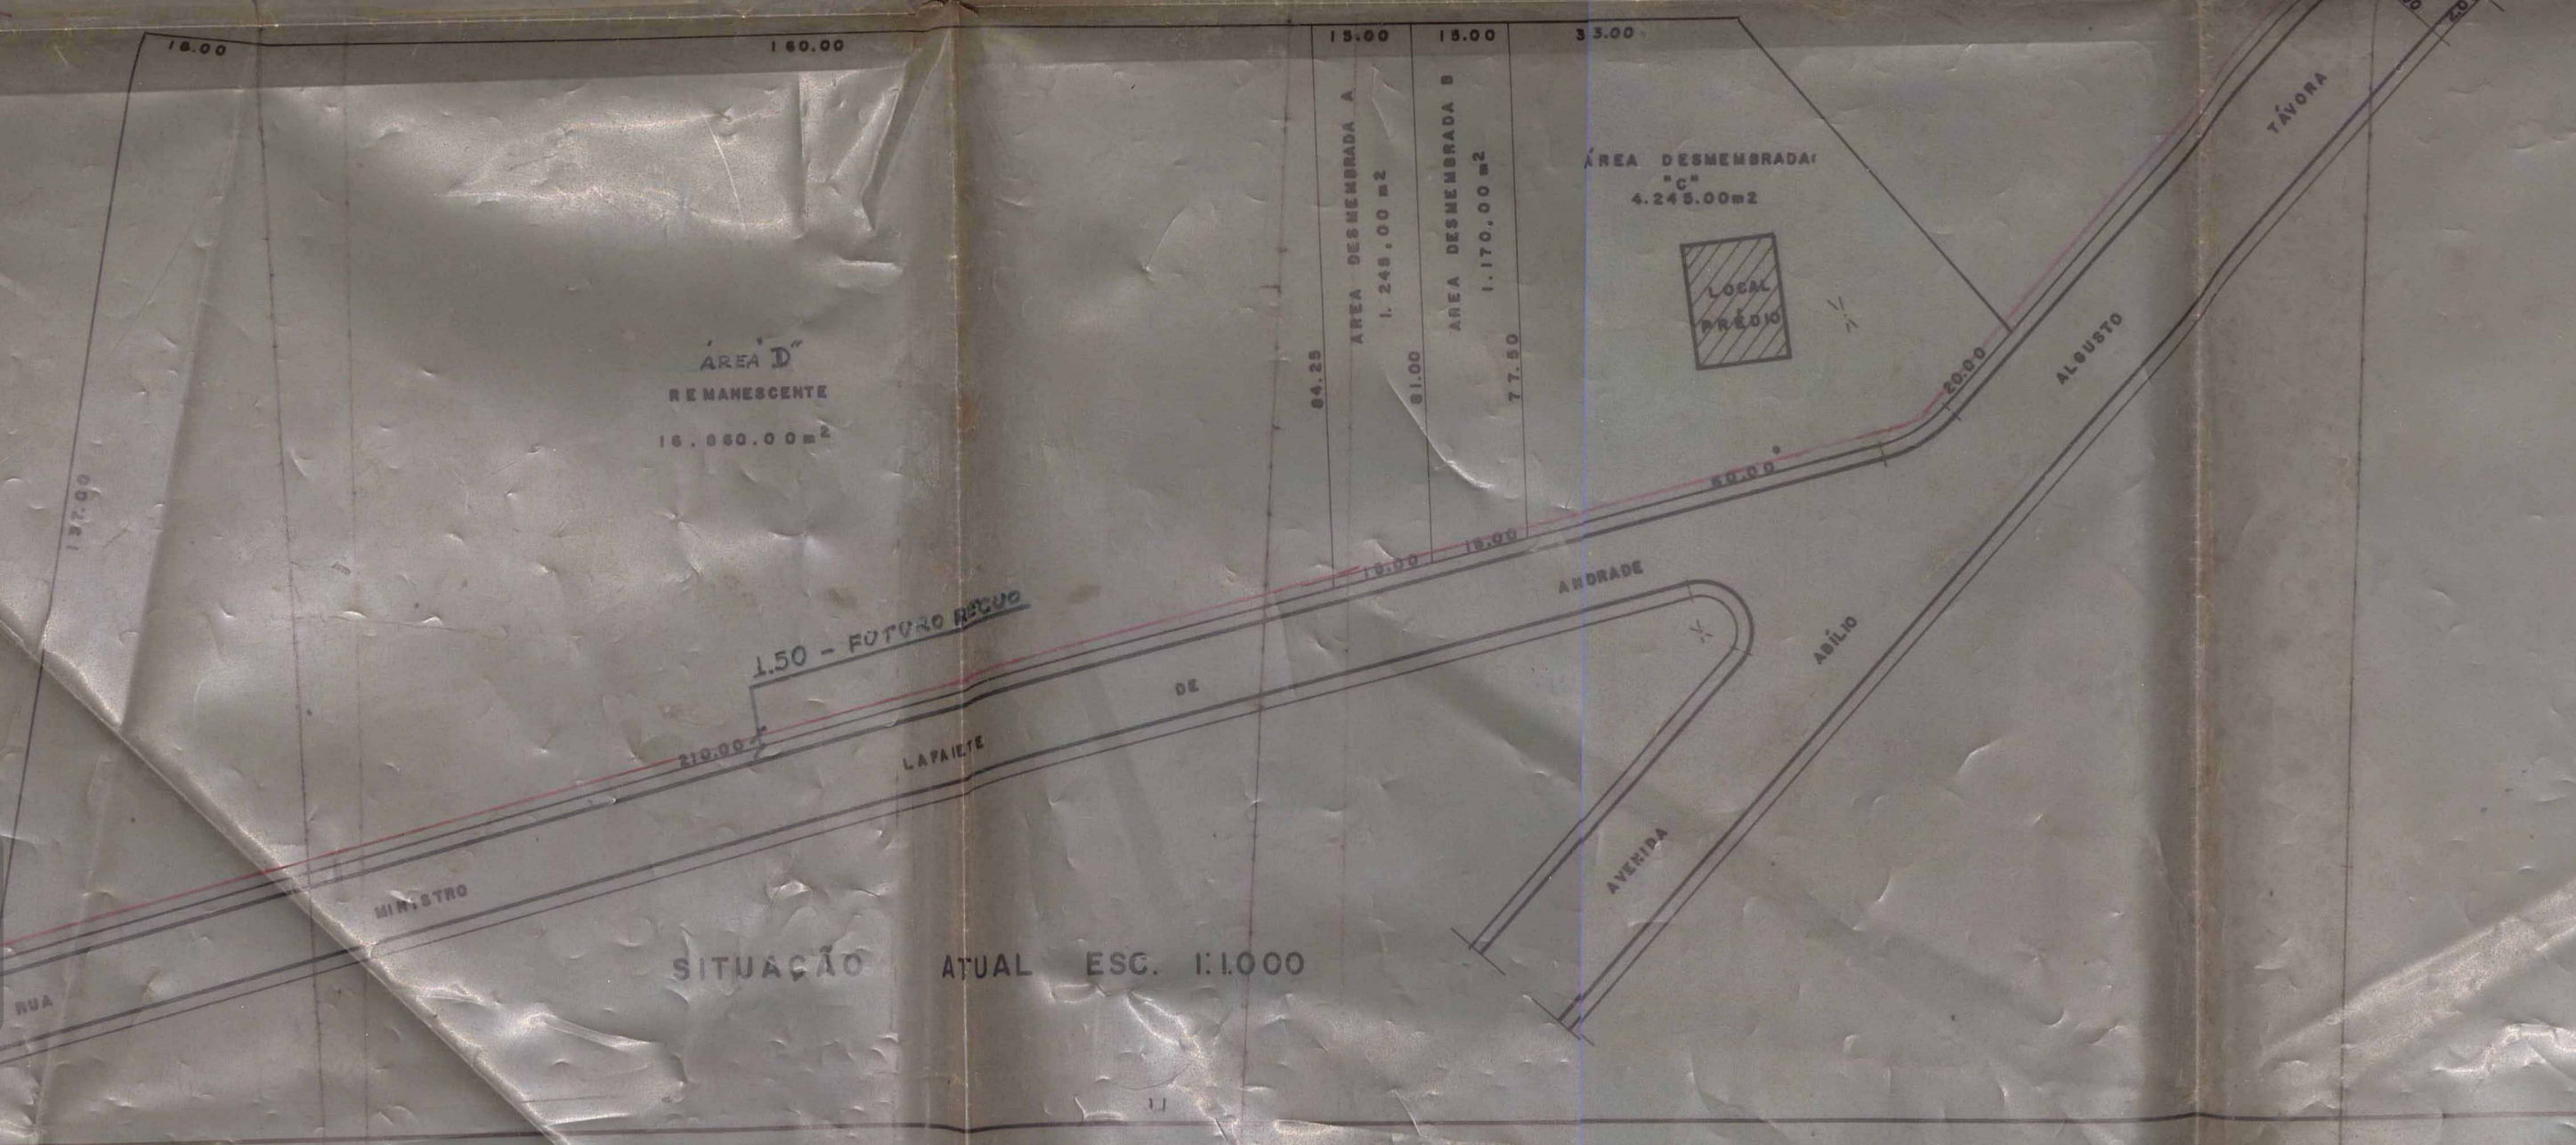 18.00
160.00
15.00
15.00
33.00
ÁREA DESMEMBRADA A
1.245,00 m2
ÁREA DESMEMBRADA B
1.170,00 m2
ÁREA DESMEMBRADA
"C"
4.245.00m2
LOCAL
PRÉDIO
ÁREA "D"
REMANESCENTE
16.860.00m2
137.00
84.25
81.00
77.50
20.00
60.00
15.00
15.00
1.50 - FUTURO RECUO
210.00
RUA
MINISTRO
LAFAIETE
DE
ANDRADE
AVENIDA
ABÍLIO
ALGUSTO
TÁVORA
SITUAÇÃO ATUAL ESC. 1:1.000